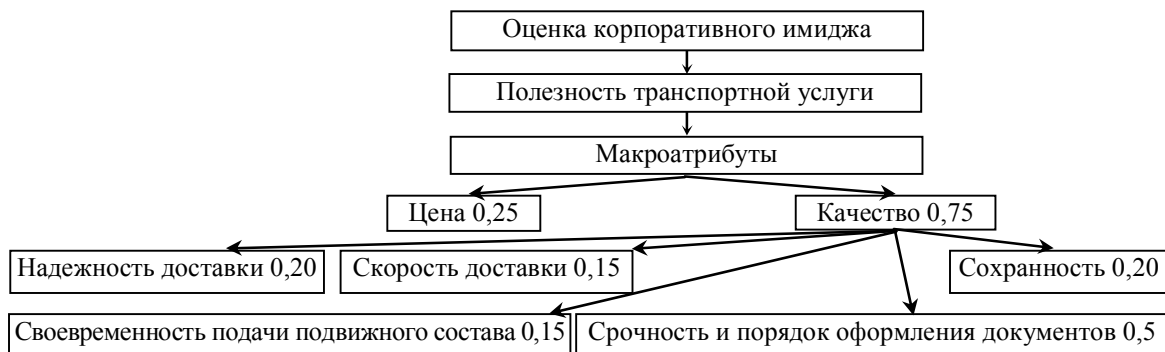 Оценка корпоративного имиджа
Полезность транспортной услуги
Макроатрибуты
Цена 0,25
Качество 0,75
Надежность доставки 0,20
Скорость доставки 0,15
Сохранность 0,20
Своевременность подачи подвижного состава 0,15
Срочность и порядок оформления документов 0,5